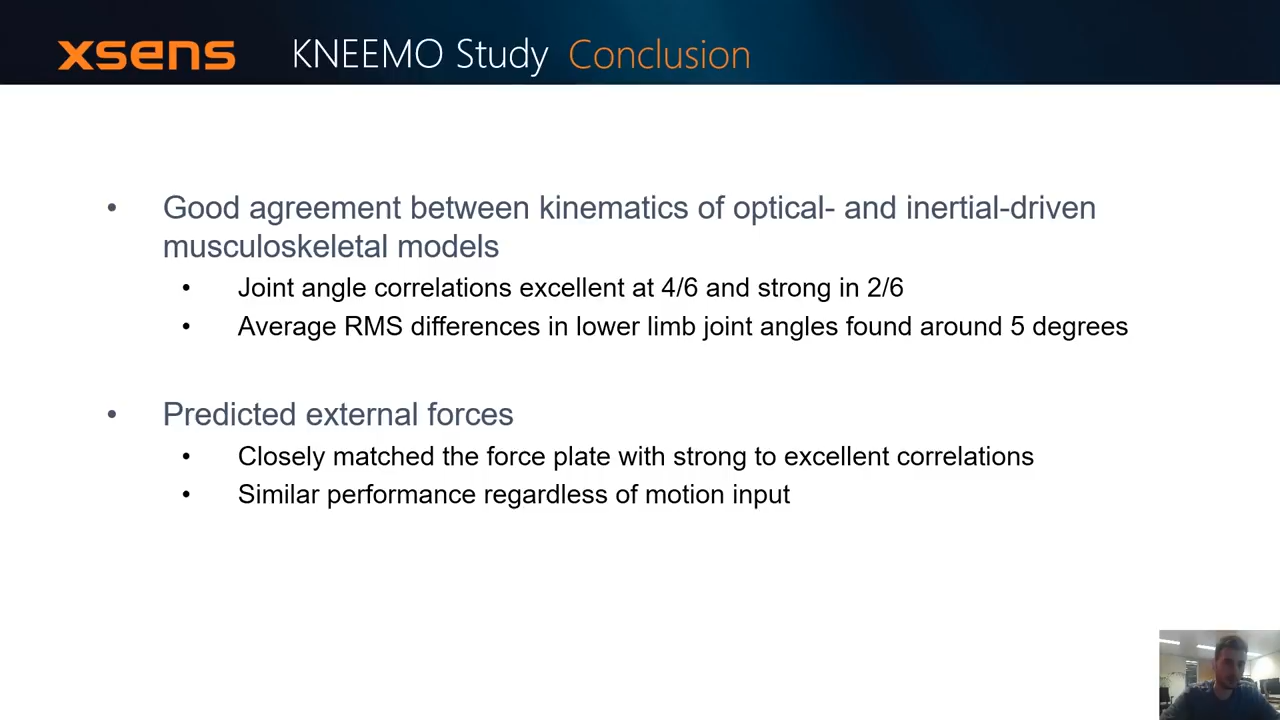 xsens KNEEMO Study Conclusion
• Good agreement between kinematics of optical- and inertial-driven
musculoskeletal models
• Joint angle correlations excellent at 4/6 and strong in 2/6
• Average RMS differences in lower limb joint angles found around 5 degrees
• Predicted external forces
• Closely matched the force plate with strong to excellent correlations
• Similar performance regardless of motion input